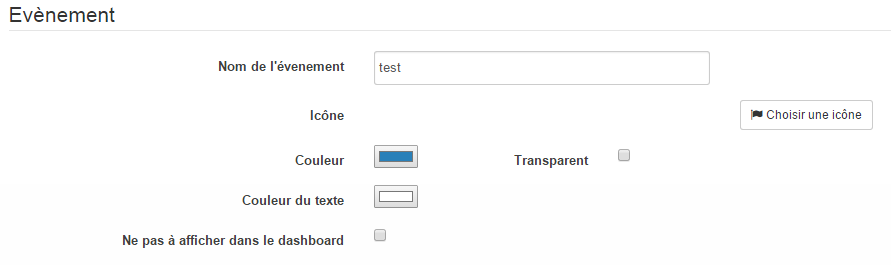 Evènement
Nom de l'évenement test
Icône Choisir une icône
Couleur Transparent
Couleur du texte
Ne pas à afficher dans le dashboard